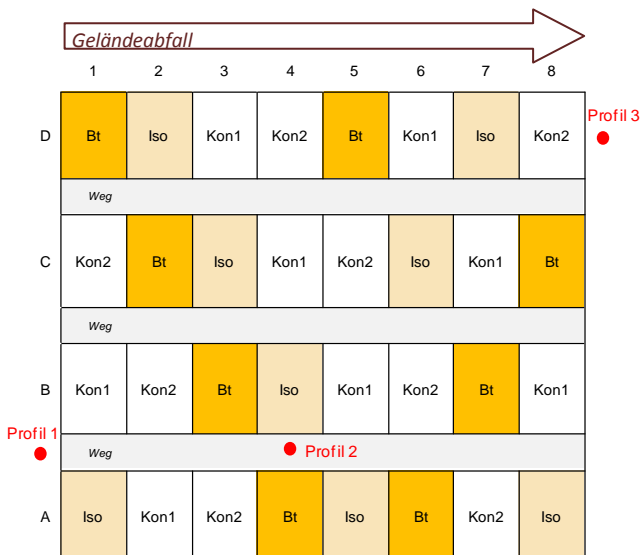 Geländeabfall
1 2 3 4 5 6 7 8
Profil 3
D Bt Iso Kon1 Kon2 Bt Kon1 Iso Kon2
Weg
C Kon2 Bt Iso Kon1 Kon2 Iso Kon1 Bt
Weg
B Kon1 Kon2 Bt Iso Kon1 Kon2 Bt Kon1
Profil 1
Weg Profil 2
A Iso Kon1 Kon2 Bt Iso Bt Kon2 Iso